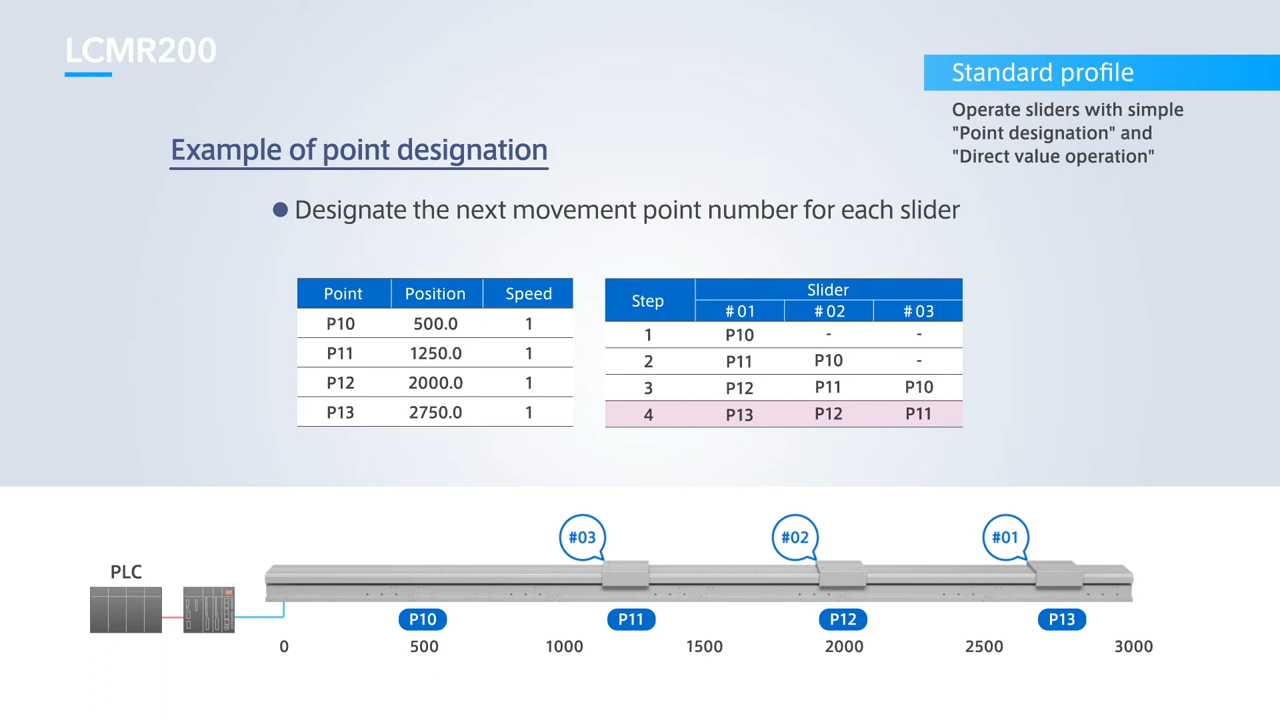 LCMR200
Standard profile
Operate sliders with simple
"Point designation" and
"Direct value operation"
Example of point designation
● Designate the next movement point number for each slider
Point Position Speed
P10 500.0 1
P11 1250.0 1
P12 2000.0 1
P13 2750.0 1
Step Slider
#01 #02 #03
1 P10 - -
2 P11 P10 -
3 P12 P11 P10
4 P13 P12 P11
#03 #02 #01
PLC
P10 P11 P12 P13
0 500 1000 1500 2000 2500 3000